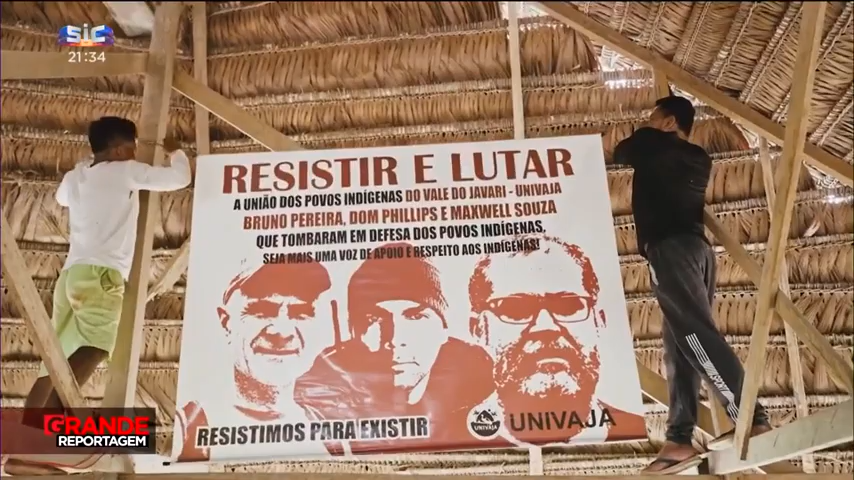 SIC
21:34
RESISTIR E LUTAR
A UNIÃO DOS POVOS INDÍGENAS DO VALE DO JAVARI - UNIVAJA
BRUNO PEREIRA, DOM PHILLIPS E MAXWELL SOUZA
QUE TOMBARAM EM DEFESA DOS POVOS INDÍGENAS.
SEJA MAIS UMA VOZ DE APOIO E RESPEITO AOS INDÍGENAS!
RESISTIMOS PARA EXISTIR
UNIVAJA
UNIVAJA
GRANDE
REPORTAGEM